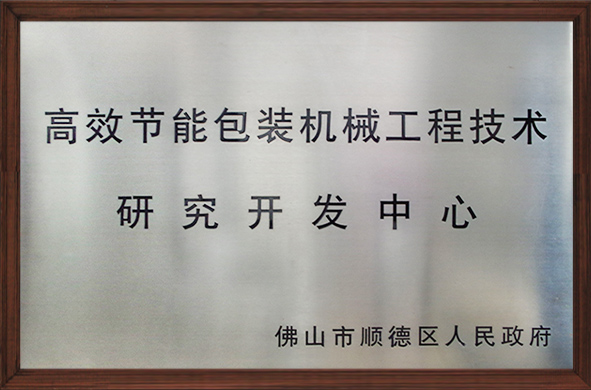 高效节能包装机械工程技术
研究开发中心
佛山市顺德区人民政府